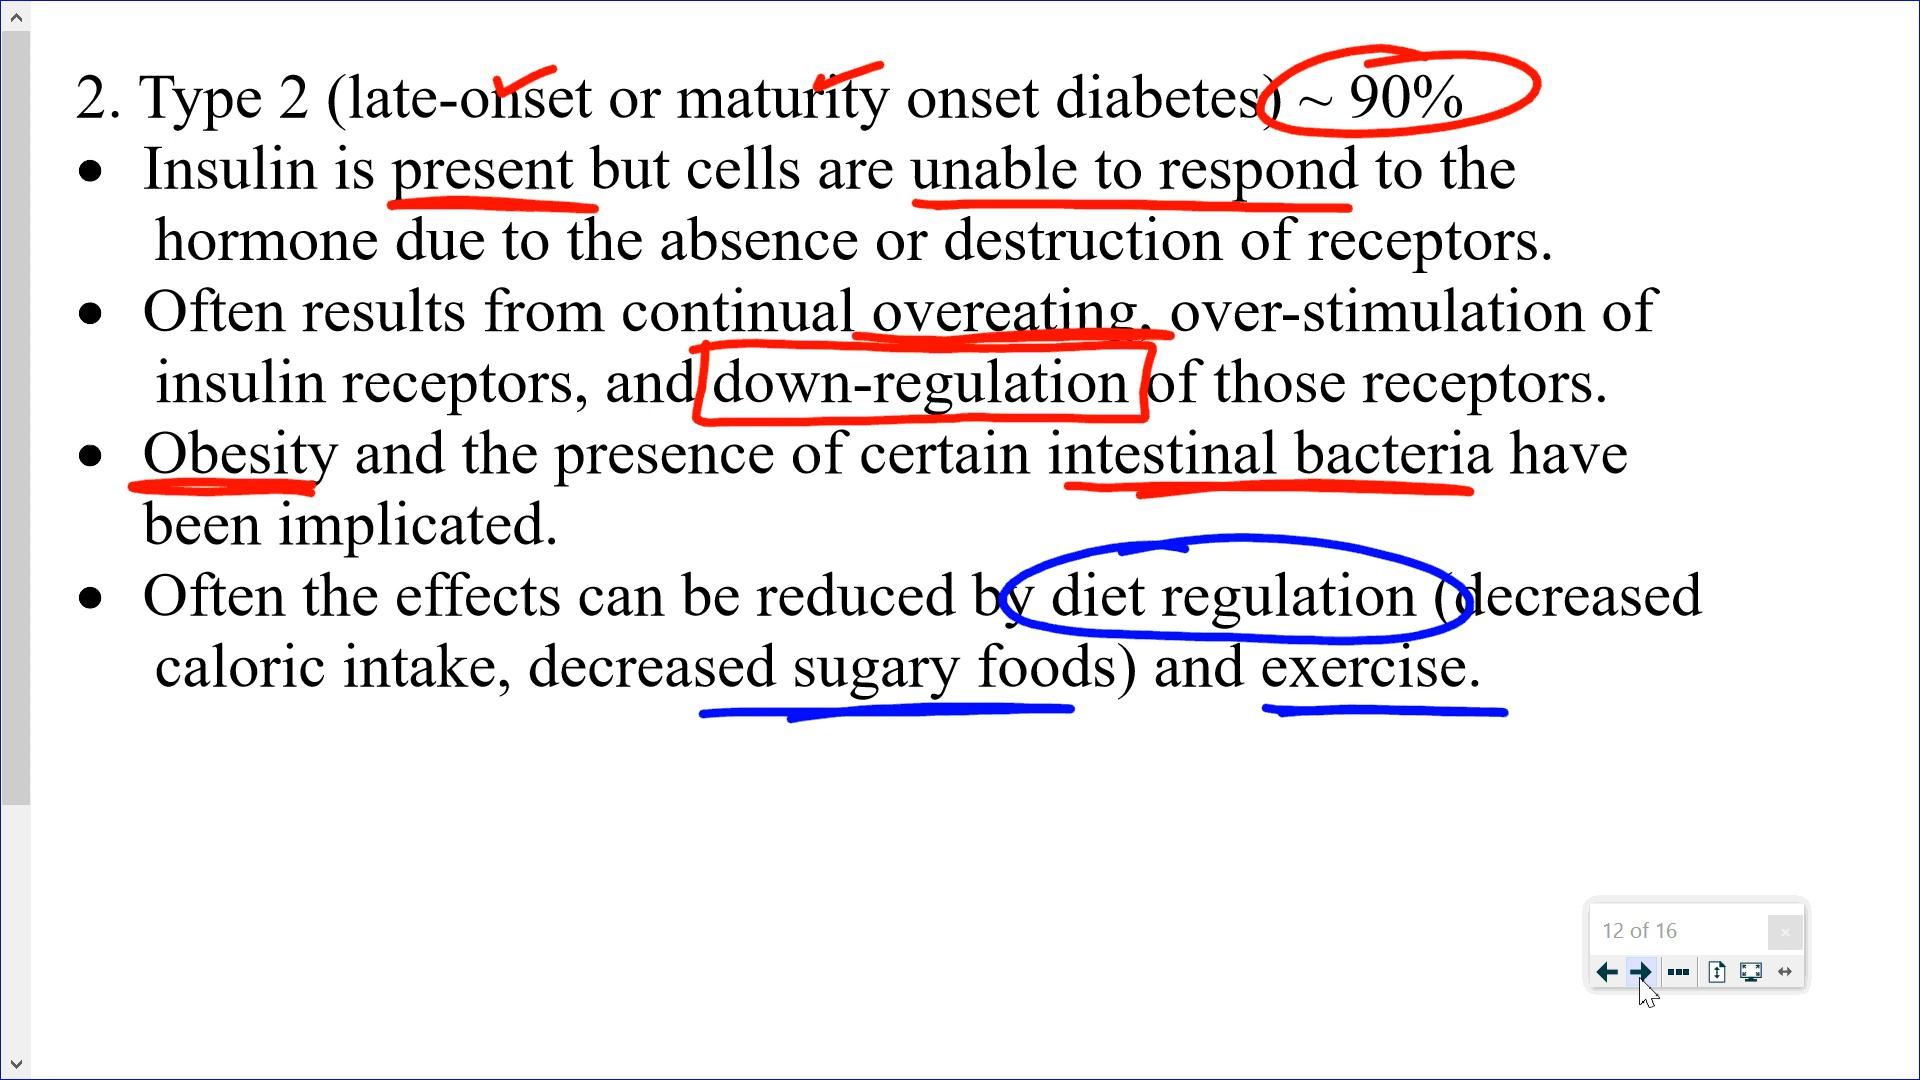 2. Type 2 (late-onset or maturity onset diabetes) ~ 90%
• Insulin is present but cells are unable to respond to the
hormone due to the absence or destruction of receptors.
• Often results from continual overeating, over-stimulation of
insulin receptors, and down-regulation of those receptors.
• Obesity and the presence of certain intestinal bacteria have
been implicated.
• Often the effects can be reduced by diet regulation (decreased
caloric intake, decreased sugary foods) and exercise.
12 of 16